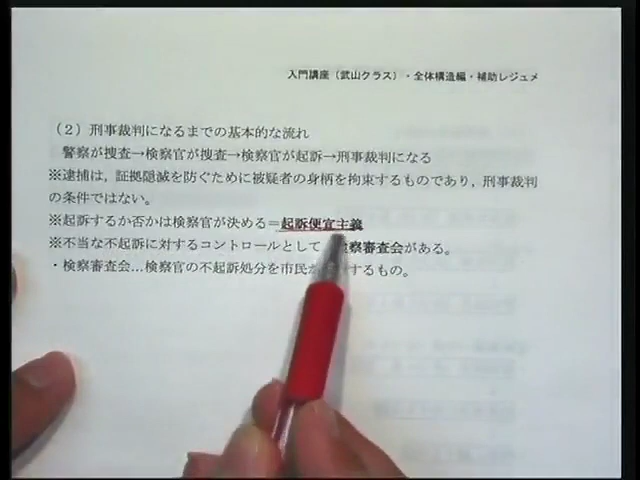 入門講座（武山クラス）・全体構造編・補助レジュメ
（２）刑事裁判になるまでの基本的な流れ
警察が捜査→検察官が捜査→検察官が起訴→刑事裁判になる
※逮捕は，証拠隠滅を防ぐために被疑者の身柄を拘束するものであり，刑事裁判
の条件ではない。
※起訴するか否かは検察官が決める＝起訴便宜主義
※不当な不起訴に対するコントロールとして 検察審査会がある。
・検察審査会…検察官の不起訴処分を市民が するもの。